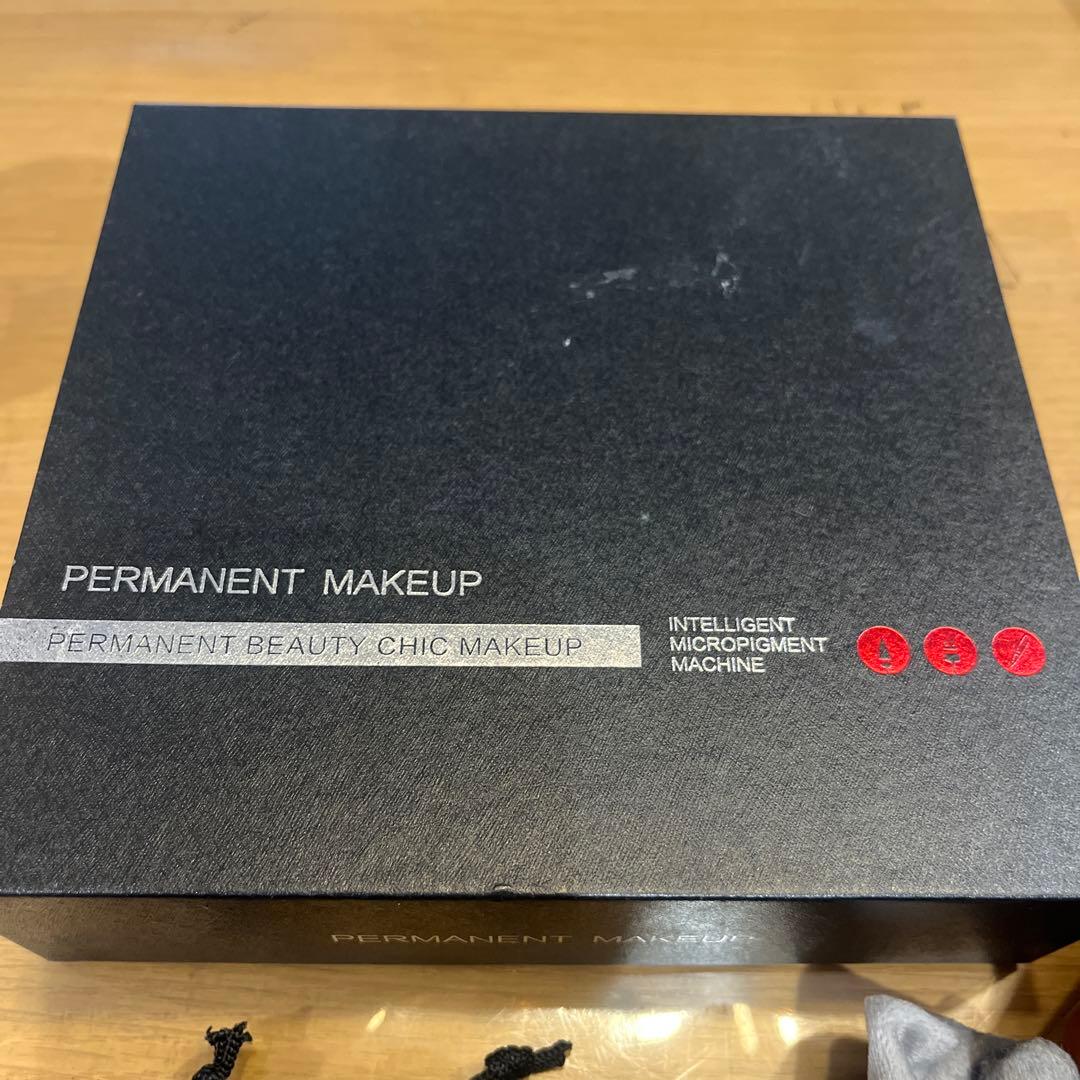 PERMANENT MAKEUP
PERMANENT BEAUTY CHIC MAKEUP
INTELLIGENT
MICROPIGMENT
MACHINE
PERMANENT MAKEUP